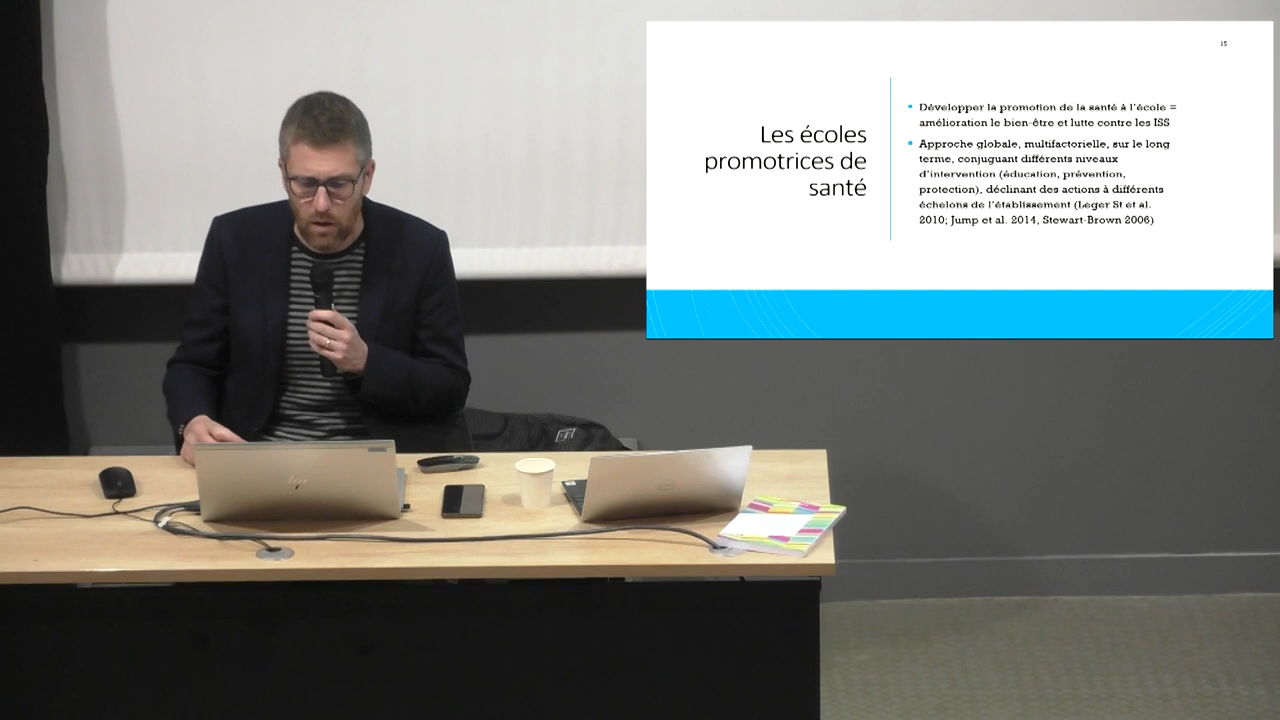 15
Les écoles
promotrices de
santé
Développer la promotion de la santé à l'école =
amélioration le bien-être et lutte contre les ISS
Approche globale, multifactorielle, sur le long
terme, conjuguant différents niveaux
d'intervention (éducation, prévention,
protection), déclinant des actions à différents
échelons de l'établissement (Leger St et al.
2010; Jump et al. 2014, Stewart-Brown 2006)
hp